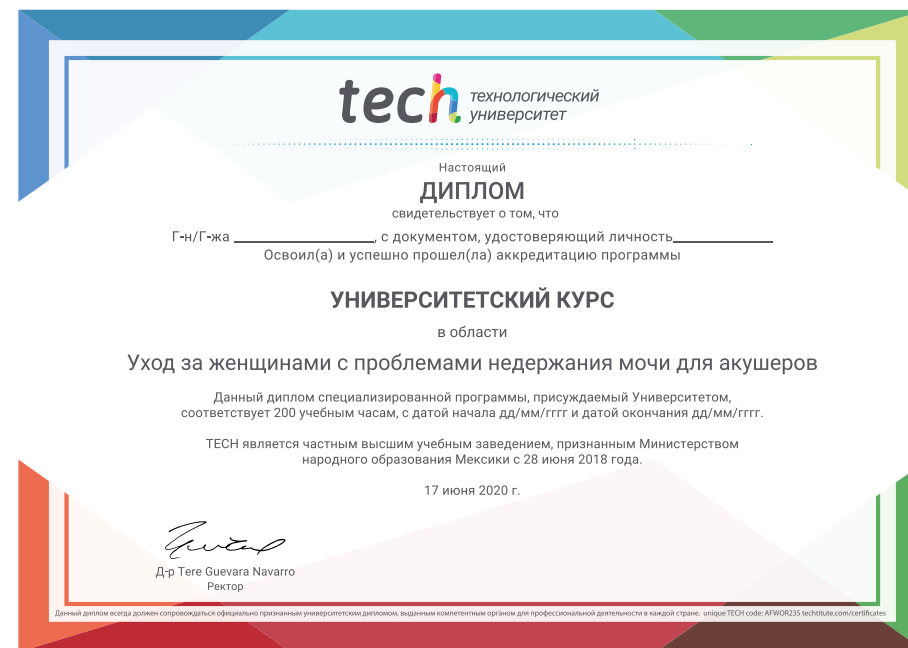 tech технологический
университет
Настоящий
ДИПЛОМ
свидетельствует о том, что
Г-н/Г-жа ________________, с документом, удостоверяющий личность____________
Освоил(а) и успешно прошел(ла) аккредитацию программы
УНИВЕРСИТЕТСКИЙ КУРС
в области
Уход за женщинами с проблемами недержания мочи для акушеров
Данный диплом специализированной программы, присуждаемый Университетом,
соответствует 200 учебным часам, с датой начала дд/мм/гггг и датой окончания дд/мм/гггг.
TECH является частным высшим учебным заведением, признанным Министерством
народного образования Мексики с 28 июня 2018 года.
17 июня 2020 г.
Д-р Tere Guevara Navarro
Ректор
Данный диплом всегда должен сопровождаться официально признанным университетским дипломом, выданным компетентным органом для профессиональной деятельности в каждой стране. unique TECH code: AFWOR23S techtitute.com/certificates